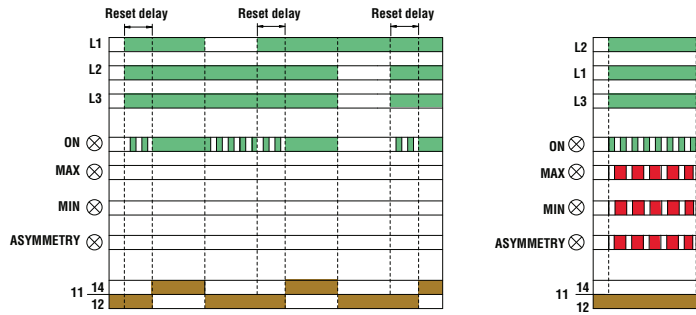 Reset delay Reset delay Reset delay
L1
L2
L3
ON
MAX
MIN
ASYMMETRY
11 14
12
L2
L1
L3
ON
MAX
MIN
ASYMMETRY
11 14
12